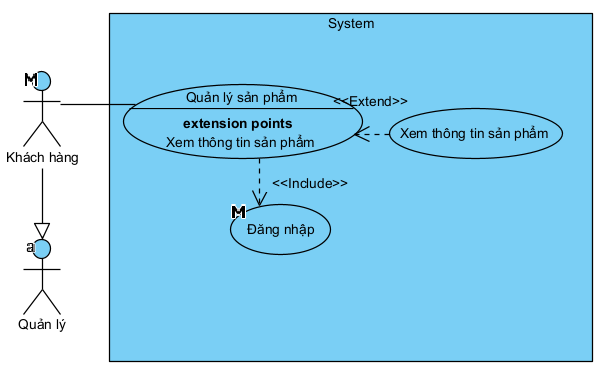 System
M
Quản lý sản phẩm
<<Extend>>
extension points
Xem thông tin sản phẩm
Xem thông tin sản phẩm
Khách hàng
<<Include>>
M
Đăng nhập
a
Quản lý